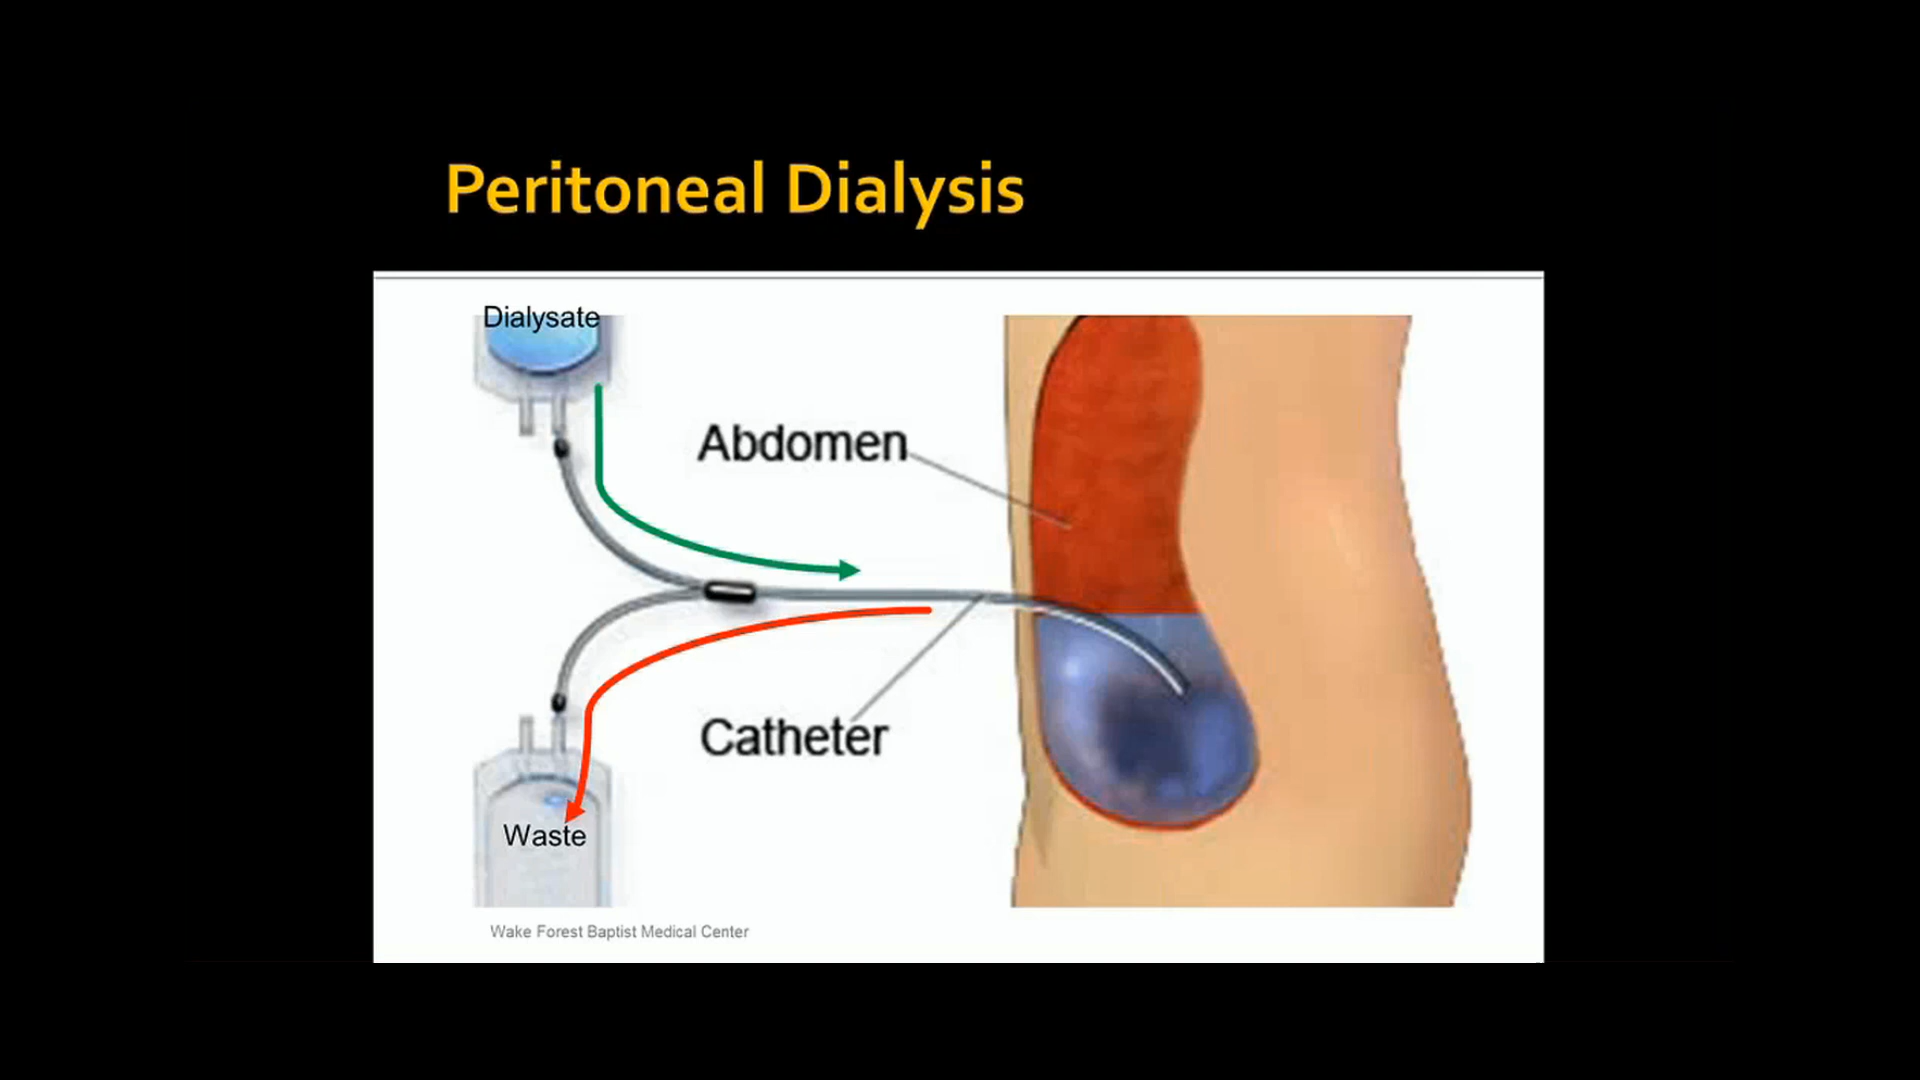 Peritoneal Dialysis
Dialysate
Abdomen
Catheter
Waste
Wake Forest Baptist Medical Center